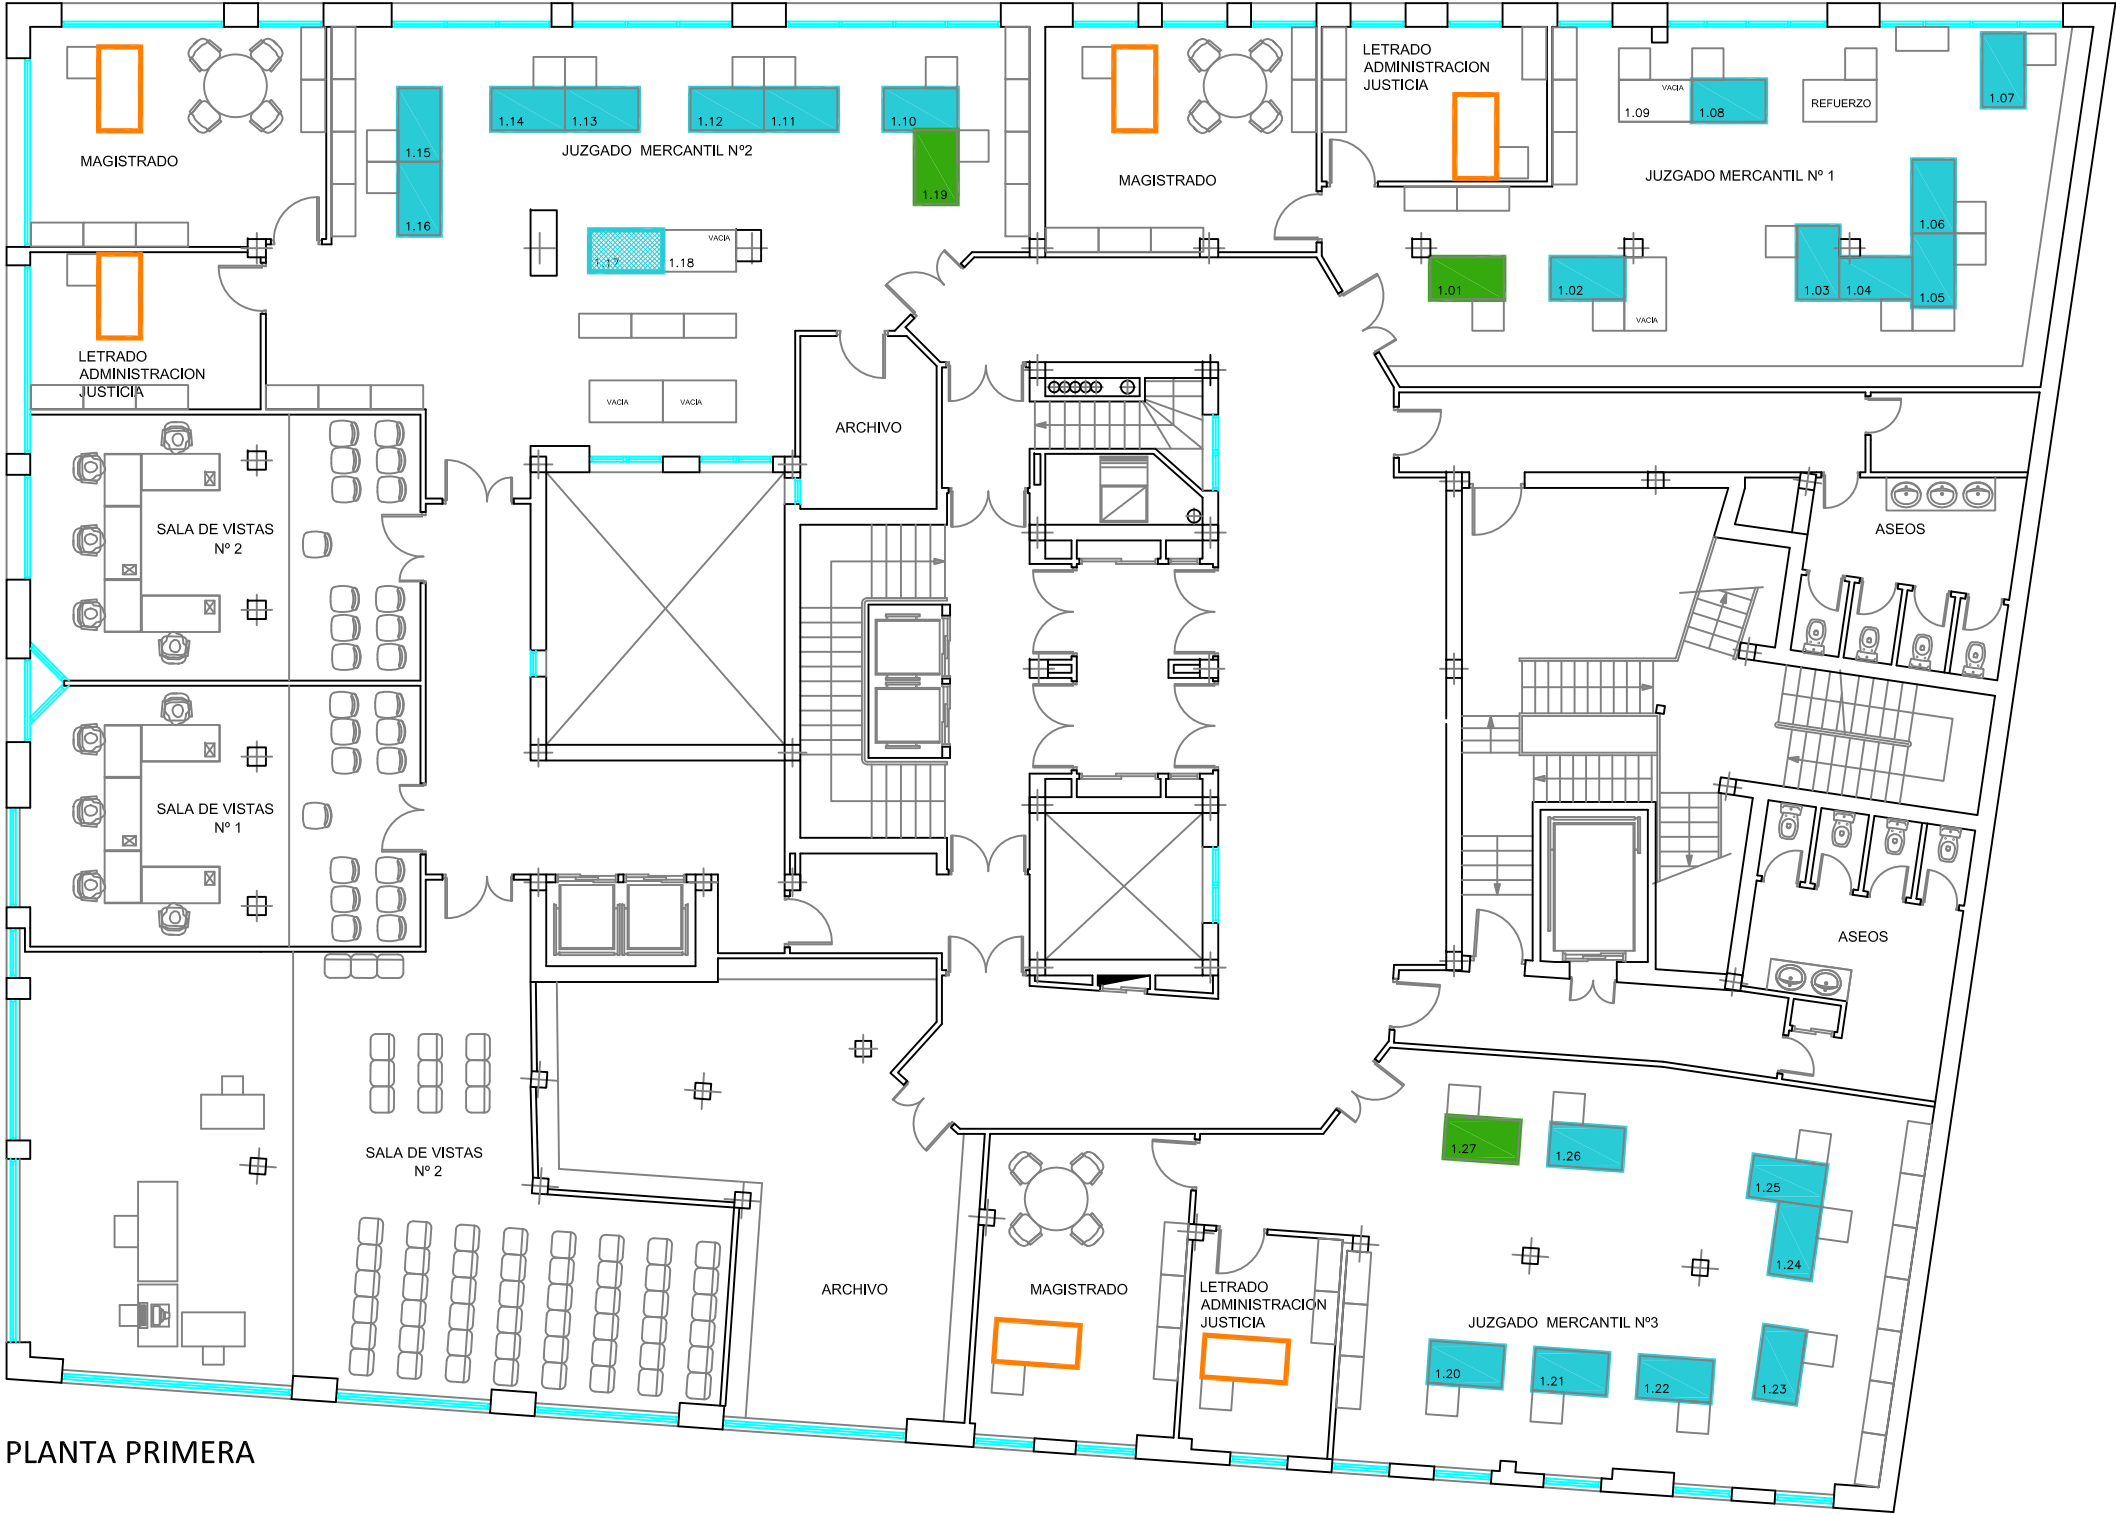 MAGISTRADO
1.15
1.16
1.14
1.13
1.12
1.11
1.10
1.19
JUZGADO MERCANTIL Nº2
1.17
1.18
VACIA
VACIA
VACIA
LETRADO
ADMINISTRACION
JUSTICIA
MAGISTRADO
LETRADO
ADMINISTRACION
JUSTICIA
VACIA
1.09
1.08
REFUERZO
1.07
JUZGADO MERCANTIL Nº 1
1.06
1.05
1.04
1.03
1.02
1.01
VACIA
ARCHIVO
SALA DE VISTAS
Nº 2
SALA DE VISTAS
Nº 1
ASEOS
ASEOS
SALA DE VISTAS
Nº 2
ARCHIVO
MAGISTRADO
LETRADO
ADMINISTRACION
JUSTICIA
1.27
1.26
1.25
1.24
JUZGADO MERCANTIL Nº3
1.20
1.21
1.22
1.23
PLANTA PRIMERA